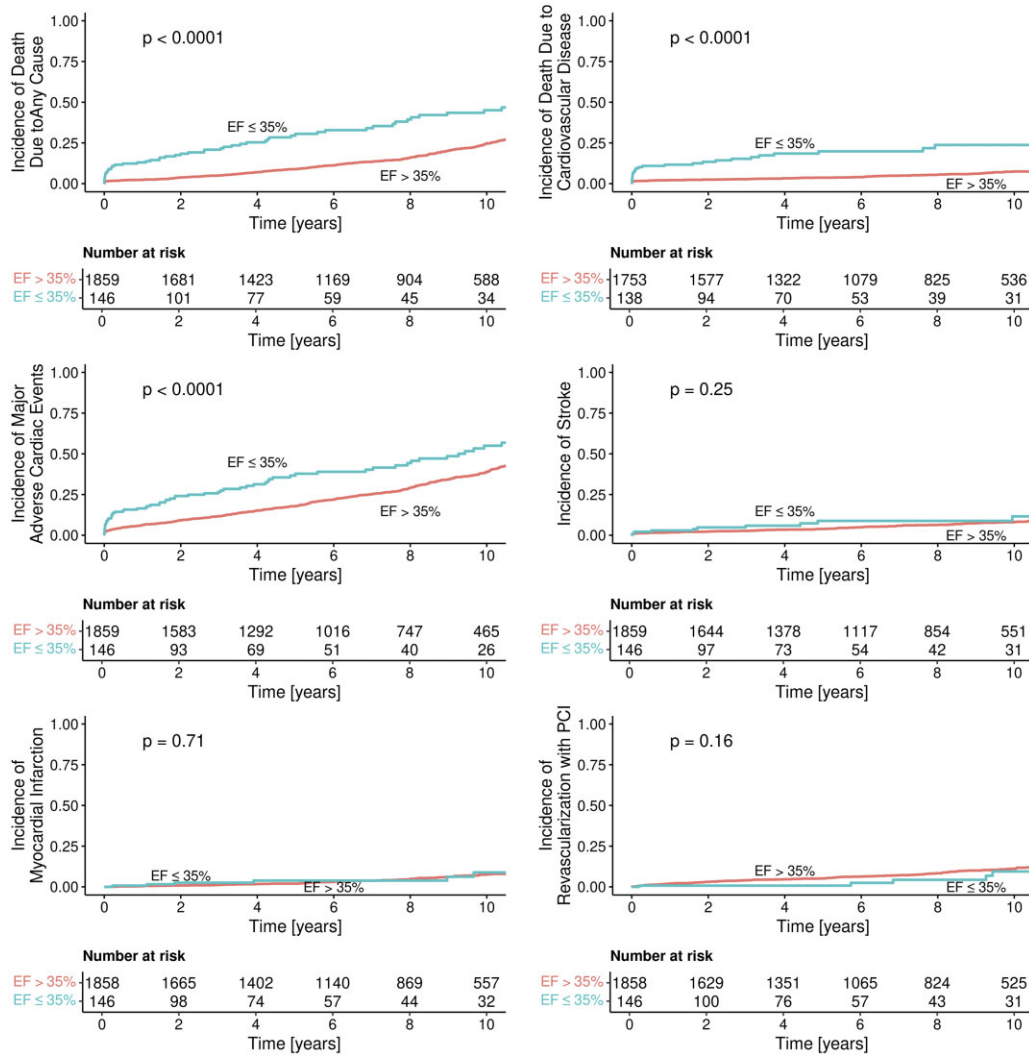 Incidence of Death
Due toAny Cause
1.00
0.75
0.50
0.25
0.00
p < 0.0001
EF ≤ 35%
EF > 35%
0 2 4 6 8 10
Time [years]
Number at risk
EF > 35% 1859 1681 1423 1169 904 588
EF ≤ 35% 146 101 77 59 45 34
0 2 4 6 8 10
Time [years]
Incidence of Death Due to
Cardiovascular Disease
1.00
0.75
0.50
0.25
0.00
p < 0.0001
EF ≤ 35%
EF > 35%
0 2 4 6 8 10
Time [years]
Number at risk
EF > 35% 1753 1577 1322 1079 825 536
EF ≤ 35% 138 94 70 53 39 31
0 2 4 6 8 10
Time [years]
Incidence of Major
Adverse Cardiac Events
1.00
0.75
0.50
0.25
0.00
p < 0.0001
EF ≤ 35%
EF > 35%
0 2 4 6 8 10
Time [years]
Number at risk
EF > 35% 1859 1583 1292 1016 747 465
EF ≤ 35% 146 93 69 51 40 26
0 2 4 6 8 10
Time [years]
Incidence of Stroke
1.00
0.75
0.50
0.25
0.00
p = 0.25
EF ≤ 35%
EF > 35%
0 2 4 6 8 10
Time [years]
Number at risk
EF > 35% 1859 1644 1378 1117 854 551
EF ≤ 35% 146 97 73 54 42 31
0 2 4 6 8 10
Time [years]
Incidence of
Myocardial Infarction
1.00
0.75
0.50
0.25
0.00
p = 0.71
EF ≤ 35%
EF > 35%
0 2 4 6 8 10
Time [years]
Number at risk
EF > 35% 1858 1665 1402 1140 869 557
EF ≤ 35% 146 98 74 57 44 32
0 2 4 6 8 10
Time [years]
Incidence of
Revascularization with PCI
1.00
0.75
0.50
0.25
0.00
p = 0.16
EF > 35%
EF ≤ 35%
0 2 4 6 8 10
Time [years]
Number at risk
EF > 35% 1858 1629 1351 1065 824 525
EF ≤ 35% 146 100 76 57 43 31
0 2 4 6 8 10
Time [years]